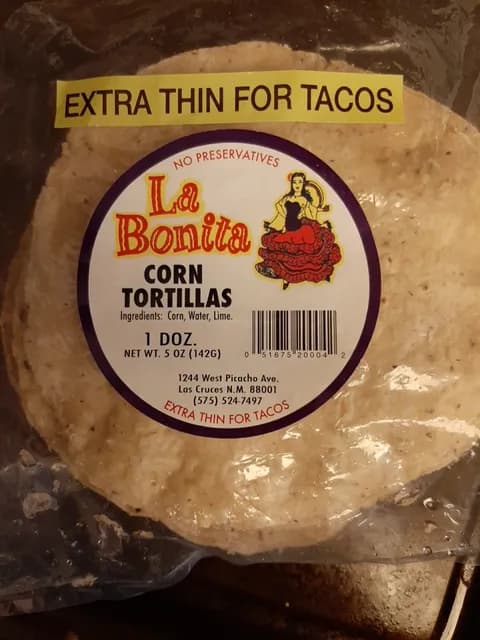 EXTRA THIN FOR TACOS
NO PRESERVATIVES
La
Bonita
CORN
TORTILLAS
Ingredients: Corn, Water, Lime.
1 DOZ.
NET WT. 5 OZ (142G)
0 51675 20004 2
1244 West Picacho Ave.
Las Cruces N.M. 88001
(575) 524-7497
EXTRA THIN FOR TACOS